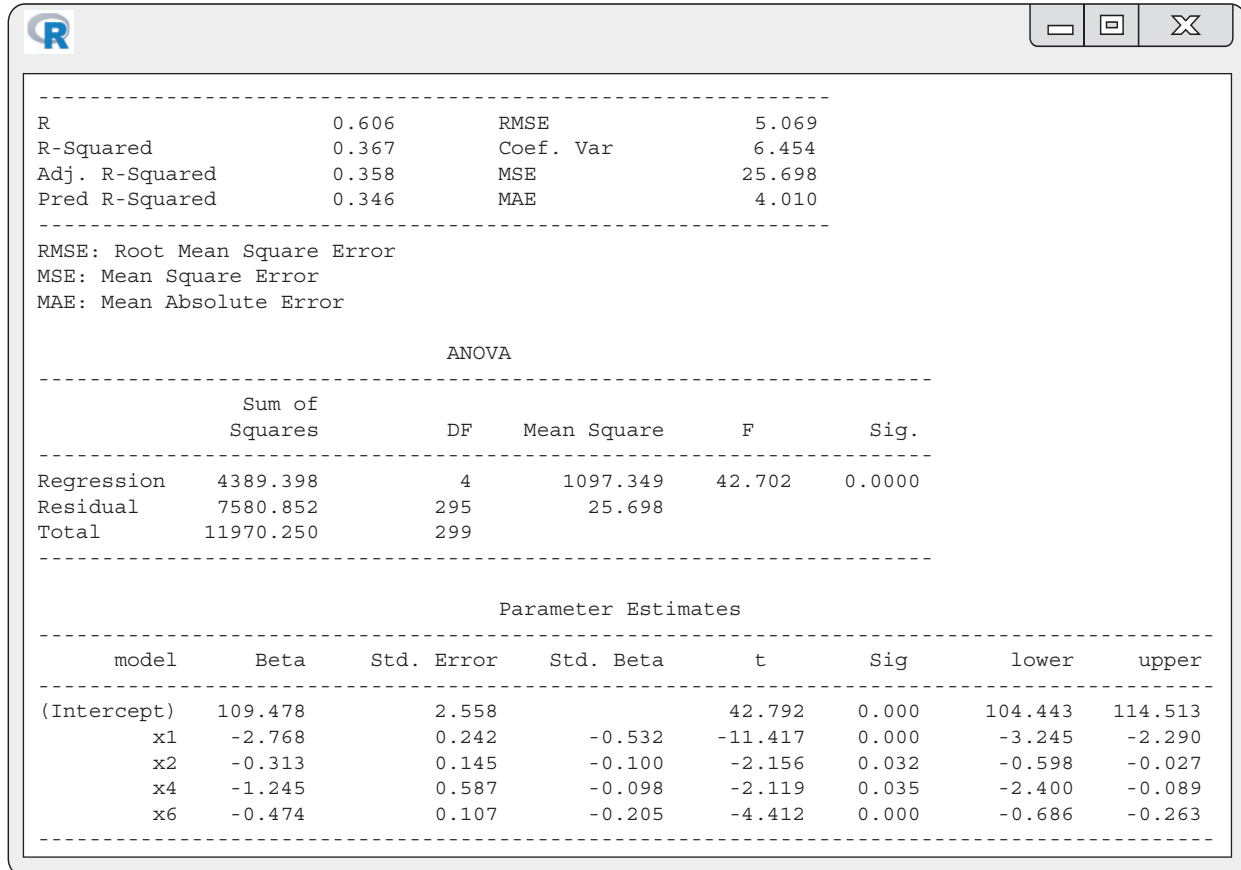 R
---------------------------------------------------------------
R 0.606 RMSE 5.069
R-Squared 0.367 Coef. Var 6.454
Adj. R-Squared 0.358 MSE 25.698
Pred R-Squared 0.346 MAE 4.010
---------------------------------------------------------------
RMSE: Root Mean Square Error
MSE: Mean Square Error
MAE: Mean Absolute Error
ANOVA
-----------------------------------------------------------------------
Sum of
Squares DF Mean Square F Sig.
-----------------------------------------------------------------------
Regression 4389.398 4 1097.349 42.702 0.0000
Residual 7580.852 295 25.698
Total 11970.250 299
-----------------------------------------------------------------------
Parameter Estimates
---------------------------------------------------------------------------------------------
model Beta Std. Error Std. Beta t Sig lower upper
---------------------------------------------------------------------------------------------
(Intercept) 109.478 2.558 42.792 0.000 104.443 114.513
x1 -2.768 0.242 -0.532 -11.417 0.000 -3.245 -2.290
x2 -0.313 0.145 -0.100 -2.156 0.032 -0.598 -0.027
x4 -1.245 0.587 -0.098 -2.119 0.035 -2.400 -0.089
x6 -0.474 0.107 -0.205 -4.412 0.000 -0.686 -0.263
---------------------------------------------------------------------------------------------